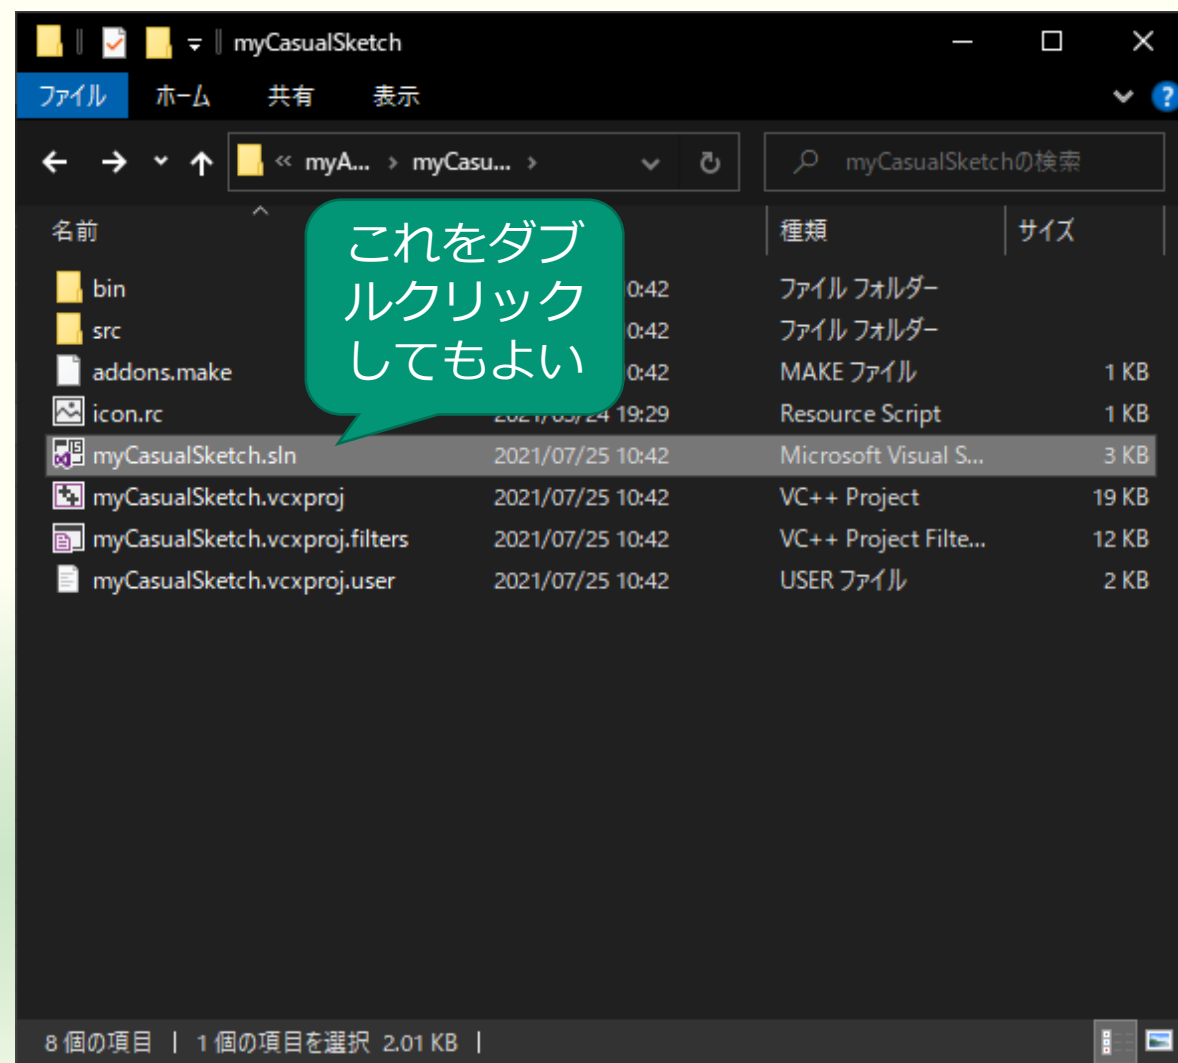 myCasualSketch
ファイル ホーム 共有 表示
« myA... > myCasu... > myCasualSketchの検索
名前 種類 サイズ
これをダブ
ルクリック
してもよい
bin 0:42 ファイル フォルダー
src 0:42 ファイル フォルダー
addons.make 0:42 MAKE ファイル 1 KB
icon.rc 19:29 Resource Script 1 KB
myCasualSketch.sln 2021/07/25 10:42 Microsoft Visual S... 3 KB
myCasualSketch.vcxproj 2021/07/25 10:42 VC++ Project 19 KB
myCasualSketch.vcxproj.filters 2021/07/25 10:42 VC++ Project Filte... 12 KB
myCasualSketch.vcxproj.user 2021/07/25 10:42 USER ファイル 2 KB
8 個の項目 | 1 個の項目を選択 2.01 KB |